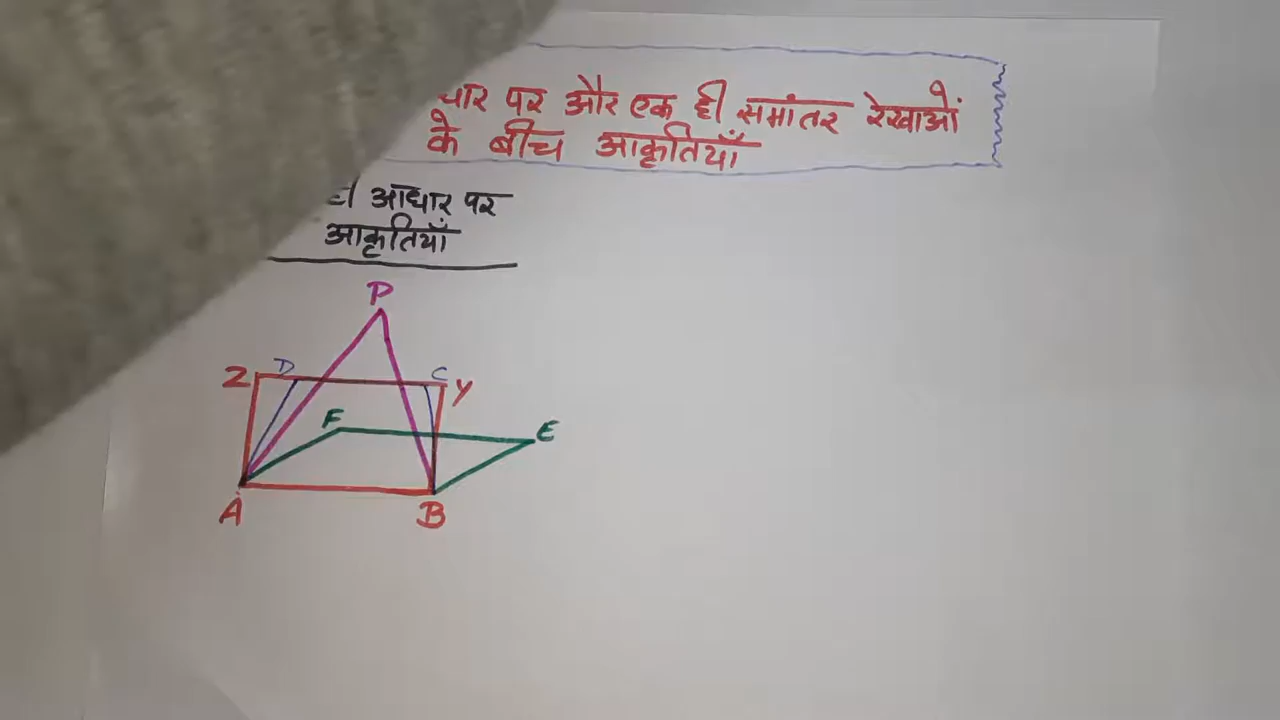 पर और एक ही समांतर रेखाओं
के बीच आकृतियाँ
ही आधार पर
आकृतियाँ
P
Z D C Y
F E
A B